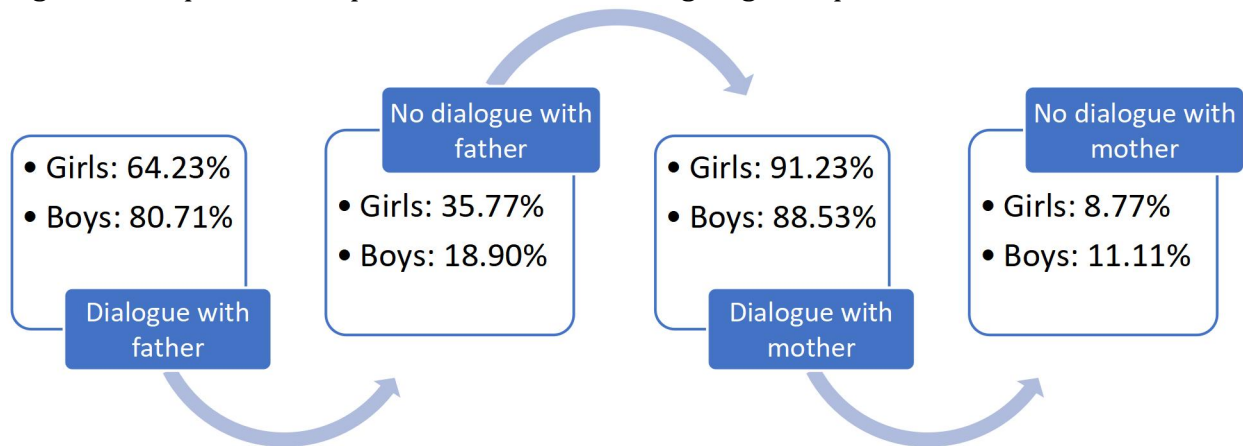 • Girls: 64.23%
• Boys: 80.71%
Dialogue with
father
No dialogue with
father
• Girls: 35.77%
• Boys: 18.90%
• Girls: 91.23%
• Boys: 88.53%
Dialogue with
mother
No dialogue with
mother
• Girls: 8.77%
• Boys: 11.11%